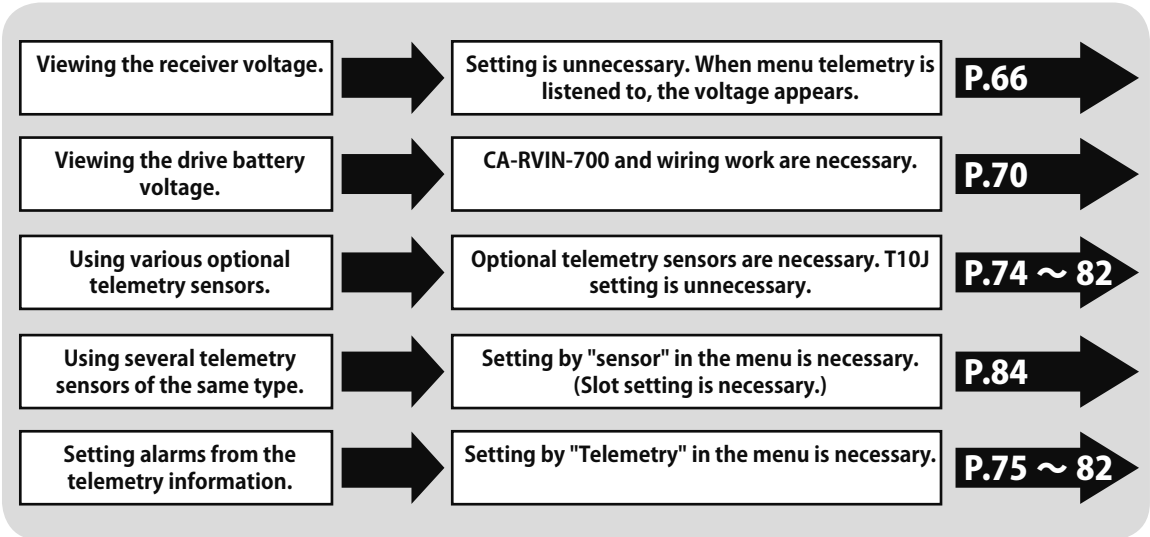 Viewing the receiver voltage.
Setting is unnecessary. When menu telemetry is
listened to, the voltage appears.
P.66
Viewing the drive battery
voltage.
CA-RVIN-700 and wiring work are necessary.
P.70
Using various optional
telemetry sensors.
Optional telemetry sensors are necessary. T10J
setting is unnecessary.
P.74 ～ 82
Using several telemetry
sensors of the same type.
Setting by "sensor" in the menu is necessary.
(Slot setting is necessary.)
P.84
Setting alarms from the
telemetry information.
Setting by "Telemetry" in the menu is necessary.
P.75 ～ 82